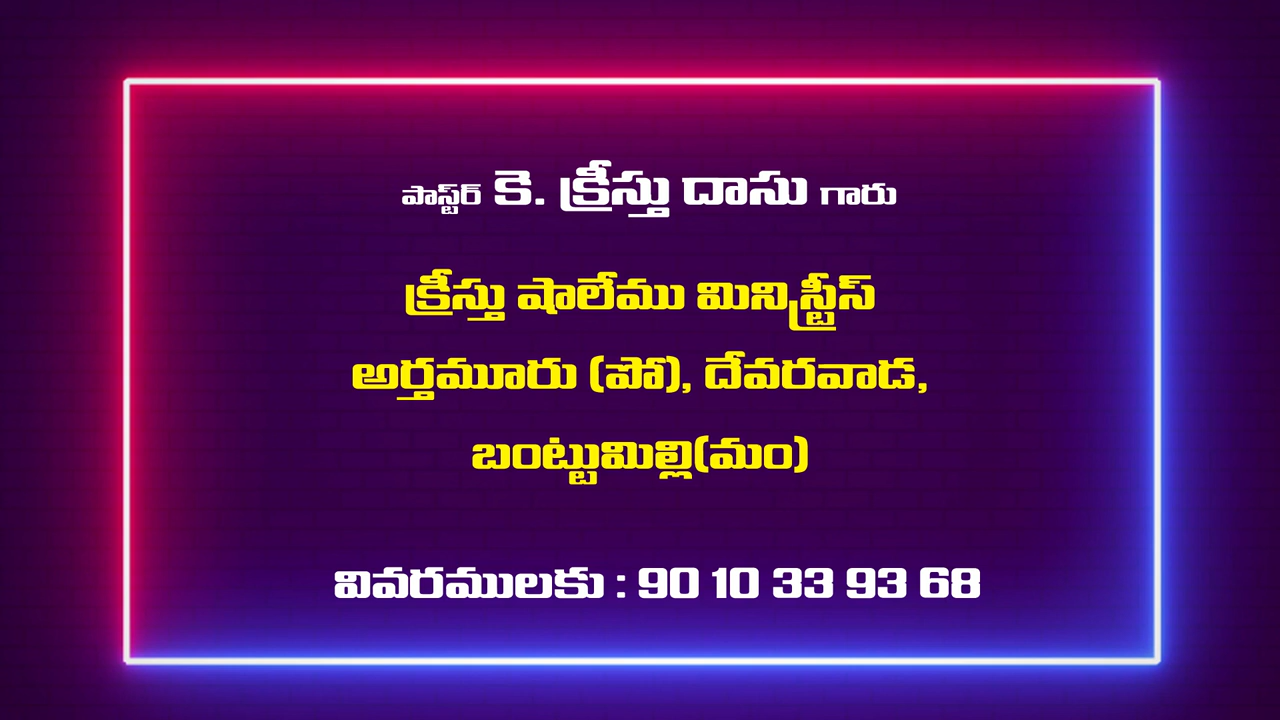 పాస్టర్ కె. క్రీస్తు దాసు గారు
క్రీస్తు షాలేము మినిస్ట్రీస్
అర్తమూరు (పో), దేవరవాడ,
బంట్టుమిల్లి(మం)
వివరములకు : 90 10 33 93 68